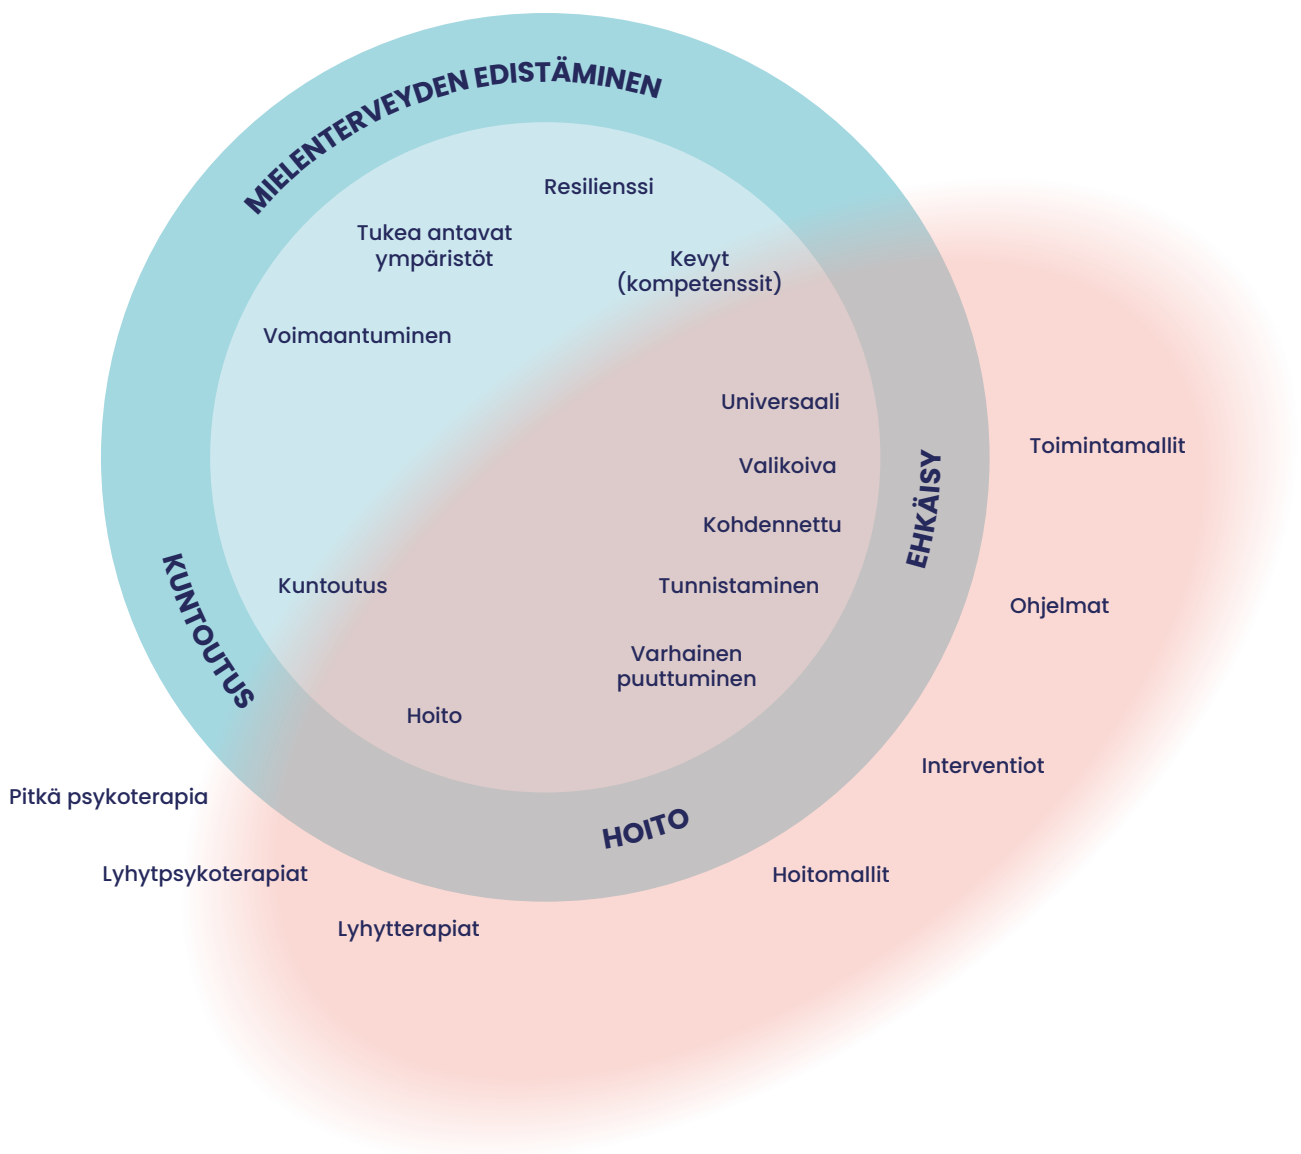 MIELENTERVEYDEN EDISTÄMINEN
Resilienssi
Tukea antavat
ympäristöt
Kevyt
(kompetenssit)
Voimaantuminen
Universaali
Valikoiva
Kohdennettu
Tunnistaminen
Varhainen
puuttuminen
Kuntoutus
Hoito
EHKÄISY
KUNTOUTUS
HOITO
Toimintamallit
Ohjelmat
Interventiot
Hoitomallit
Pitkä psykoterapia
Lyhytpsykoterapiat
Lyhytterapiat